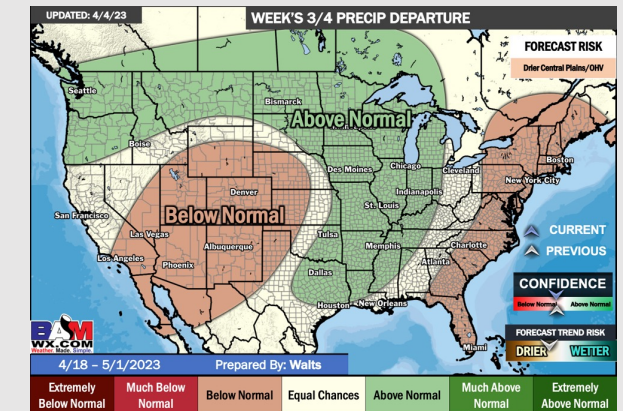 UPDATED: 4/4/23
WEEK'S 3/4 PRECIP DEPARTURE
FORECAST RISK
Drier Central Plains/OHV
Seattle
Bismarck
Above Normal
Boise
Boston
Chicago
Cleveland
Des Moines
New York City
Indianapolis
Denver
St. Louis
San Francisco
Below Normal
CURRENT
Las Vegas
Tulsa
PREVIOUS
Albuquerque
Memphis
Charlotte
Los Angeles
Atlanta
Phoenix
Dallas
CONFIDENCE
Below Normal
Above Normal
Houston
New Orleans
BAM
WX.COM
Weather. Made. Simple.
FORECAST TREND RISK
DRIER
WETTER
Miami
4/18 - 5/1/2023
Prepared By: Walts
Extremely
Below Normal
Much Below
Normal
Below Normal
Equal Chances
Above Normal
Much Above
Normal
Extremely
Above Normal